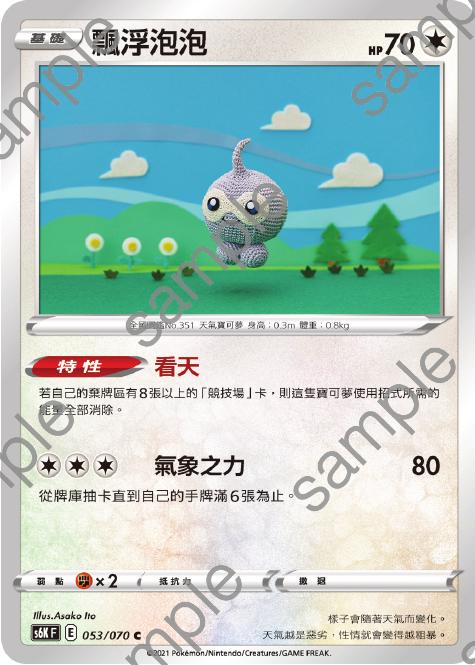 基礎 飄浮泡泡 HP 70
全國圖鑑No.351 天氣寶可夢 身高：0.3m 體重：0.8kg
特性 看天
若自己的棄牌區有8張以上的「競技場」卡，則這隻寶可夢使用招式所需的
能量全部消除。
氣象之力 80
從牌庫抽卡直到自己的手牌滿6張為止。
弱點 ×2 抵抗力 撤退
Illus.Asako Ito
s6K F E 053/070 C
樣子會隨著天氣而變化。
天氣越是惡劣，性情就會變得越粗暴。
©2021 Pokémon/Nintendo/Creatures/GAME FREAK.
sample
sample
sample
sample
sample
sample
sample
sample